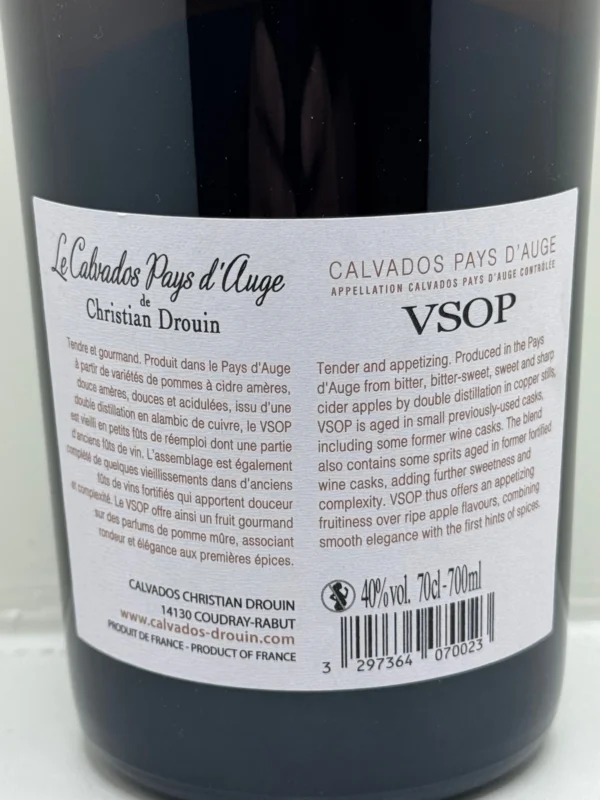 Le Calvados Pays d'Auge
de
Christian Drouin
Tendre et gourmand. Produit dans le Pays d'Auge
à partir de variétés de pommes à cidre amères,
douce amères, douces et acidulées, issu d'une
double distillation en alambic de cuivre, le VSOP
est vieilli en petits fûts de réemploi dont une partie
d'anciens fûts de vin. L'assemblage est également
complété de quelques vieillissements dans d'anciens
fûts de vins fortifiés qui apportent douceur
et complexité. Le VSOP offre ainsi un fruit gourmand
sur des parfums de pomme mûre, associant
rondeur et élégance aux premières épices.
CALVADOS CHRISTIAN DROUIN
14130 COUDRAY-RABUT
www.calvados-drouin.com
PRODUIT DE FRANCE - PRODUCT OF FRANCE
CALVADOS PAYS D'AUGE
APPELLATION CALVADOS PAYS D'AUGE CONTRÔLÉE
VSOP
Tender and appetizing. Produced in the Pays
d'Auge from bitter, bitter-sweet, sweet and sharp
cider apples by double distillation in copper stills,
VSOP is aged in small previously-used casks,
including some former wine casks. The blend
also contains some sprits aged in former fortified
wine casks, adding further sweetness and
complexity. VSOP thus offers an appetizing
fruitiness over ripe apple flavours, combining
smooth elegance with the first hints of spices.
40%vol. 70cl-700ml
3 297364 070023